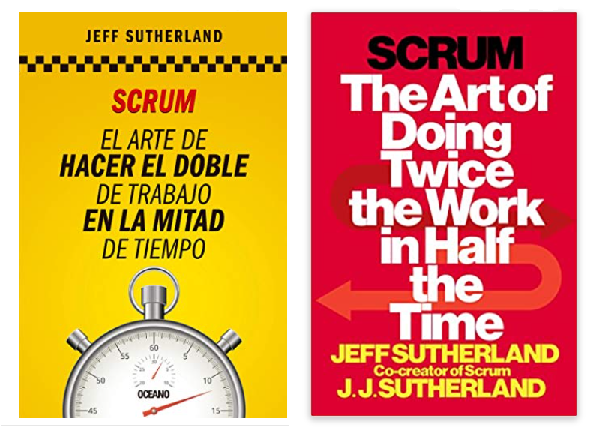 JEFF SUTHERLAND
SCRUM
EL ARTE DE
HACER EL DOBLE
DE TRABAJO
EN LA MITAD
DE TIEMPO
60
55
5
50
10
45
15
OCEANO
SCRUM
The Art of
Doing
Twice
the Work
in Half
the
Time
JEFF SUTHERLAND
Co-creator of Scrum
J.J. SUTHERLAND